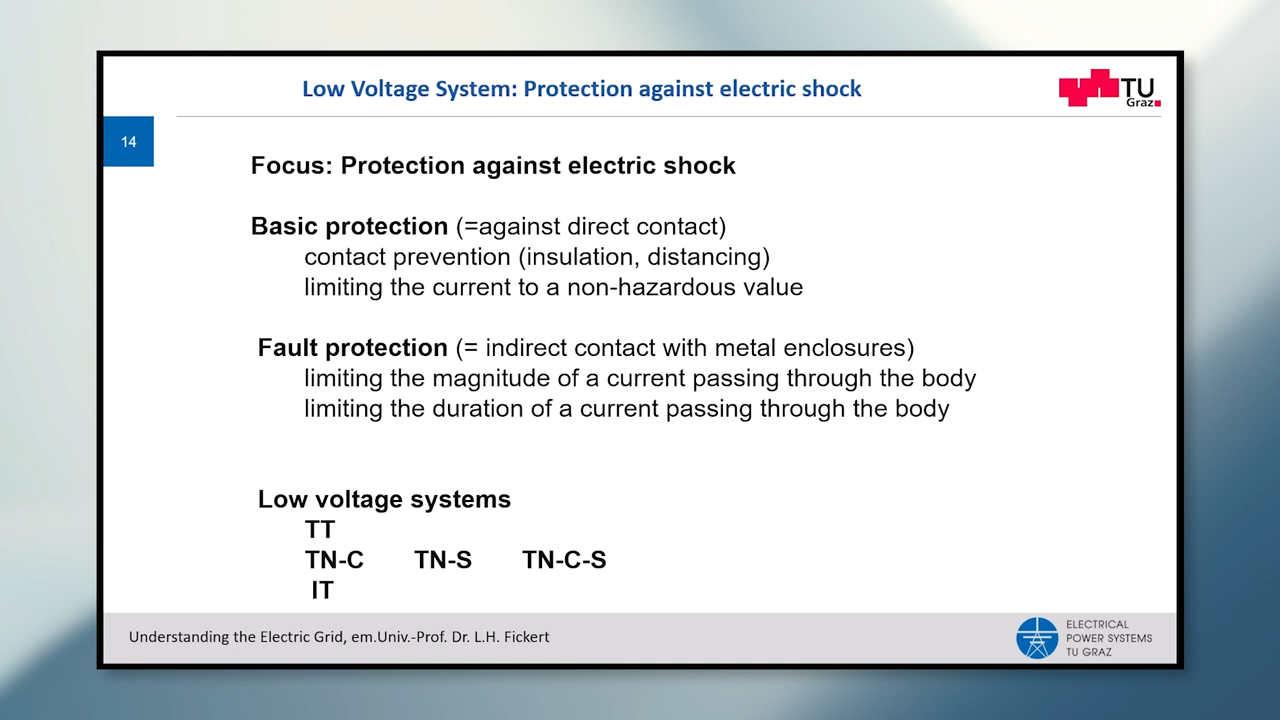 Low Voltage System: Protection against electric shock
TU
Graz
14
Focus: Protection against electric shock
Basic protection (=against direct contact)
contact prevention (insulation, distancing)
limiting the current to a non-hazardous value
Fault protection (= indirect contact with metal enclosures)
limiting the magnitude of a current passing through the body
limiting the duration of a current passing through the body
Low voltage systems
TT
TN-C TN-S TN-C-S
IT
Understanding the Electric Grid, em.Univ.-Prof. Dr. L.H. Fickert
ELECTRICAL
POWER SYSTEMS
TU GRAZ